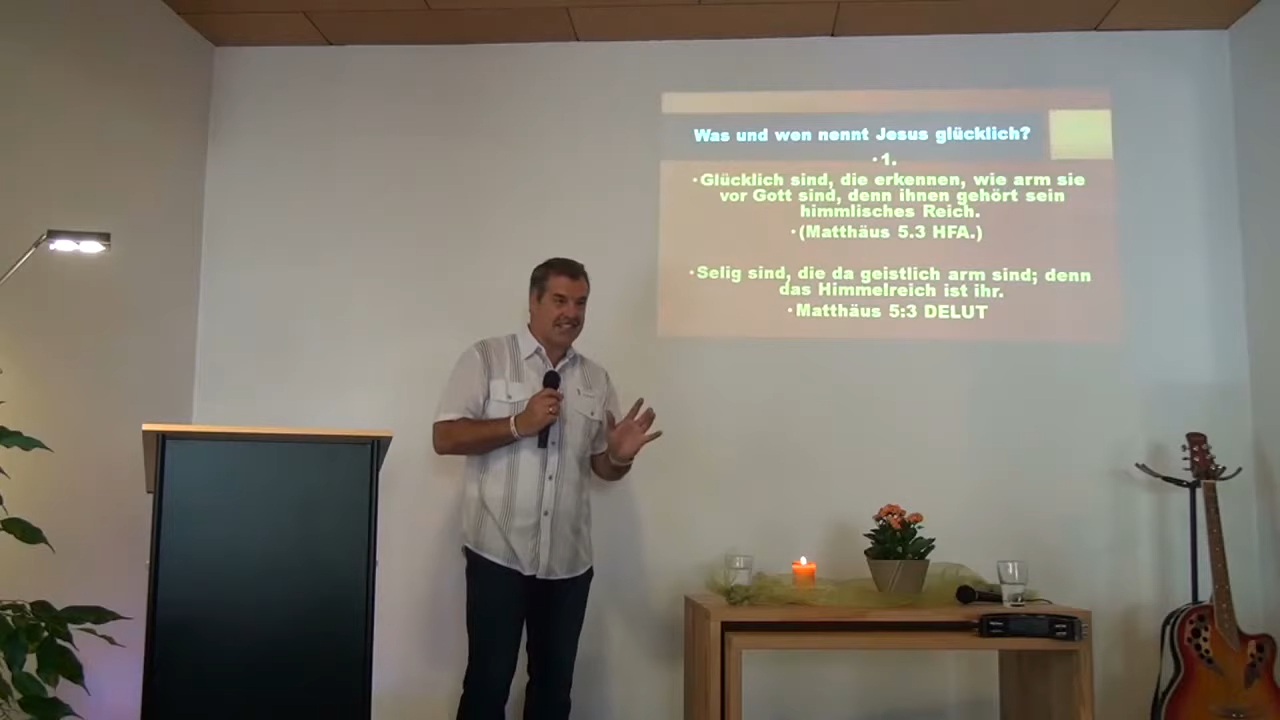 Was und wen nennt Jesus glücklich?
•1.
•Glücklich sind, die erkennen, wie arm sie
vor Gott sind, denn ihnen gehört sein
himmlisches Reich.
•(Matthäus 5.3 HFA.)
•Selig sind, die da geistlich arm sind; denn
das Himmelreich ist ihr.
•Matthäus 5:3 DELUT